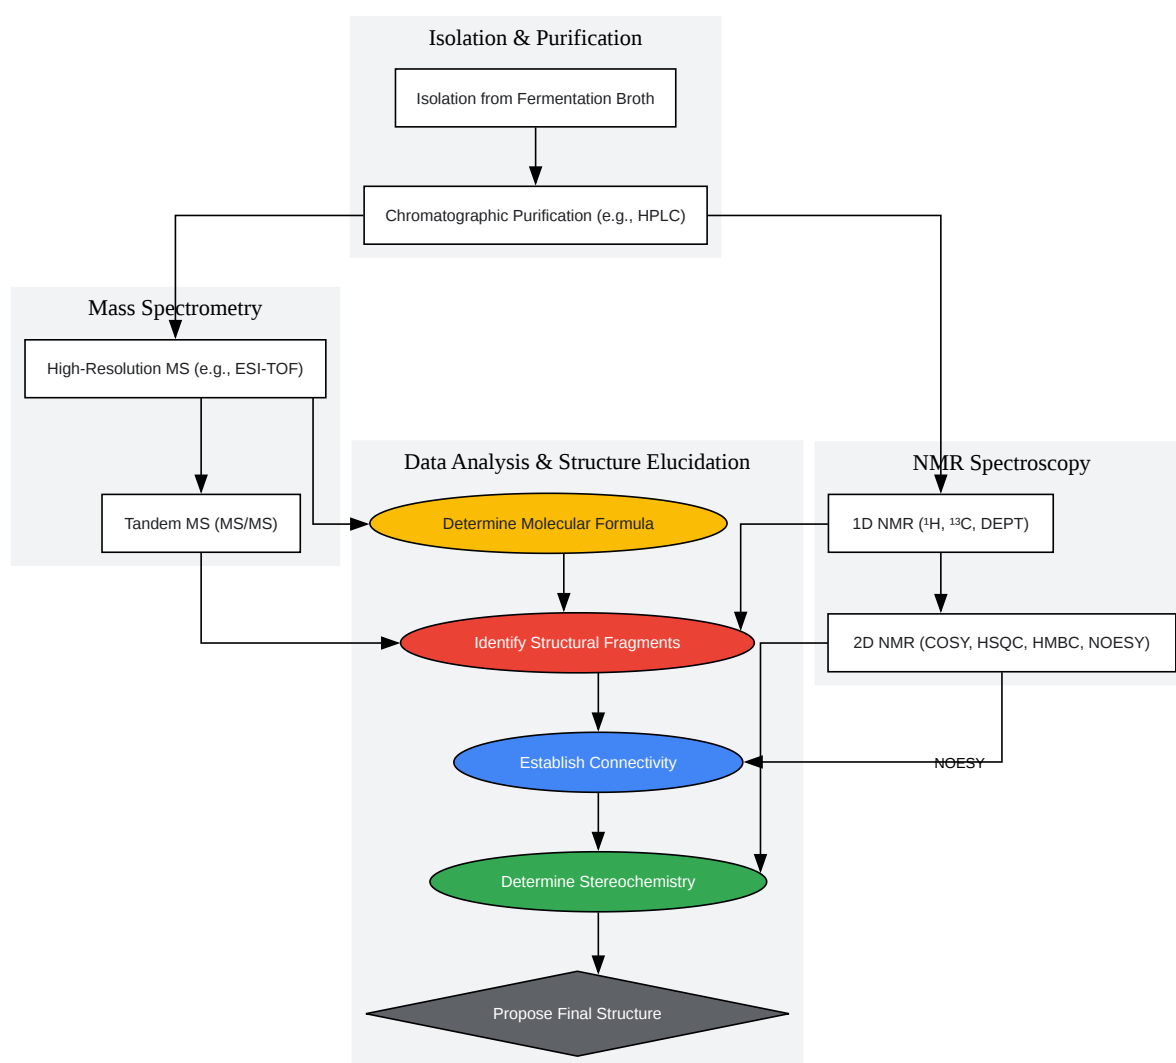 Isolation & Purification
Isolation from Fermentation Broth
Chromatographic Purification (e.g., HPLC)
Mass Spectrometry
High-Resolution MS (e.g., ESI-TOF)
Tandem MS (MS/MS)
Data Analysis & Structure Elucidation
Determine Molecular Formula
Identify Structural Fragments
Establish Connectivity
Determine Stereochemistry
Propose Final Structure
NMR Spectroscopy
1D NMR (¹H, ¹³C, DEPT)
2D NMR (COSY, HSQC, HMBC, NOESY)
NOESY